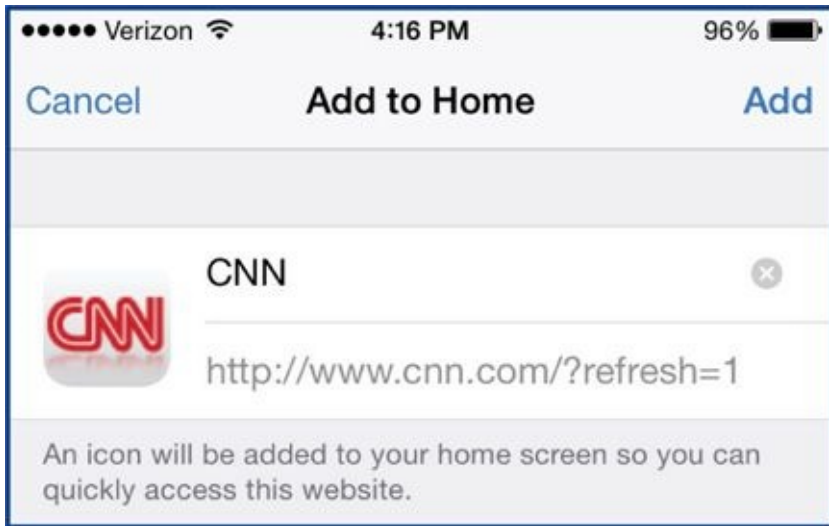 Verizon 4:16 PM 96%
Cancel Add to Home Add
CNN
CNN
http://www.cnn.com/?refresh=1
An icon will be added to your home screen so you can
quickly access this website.